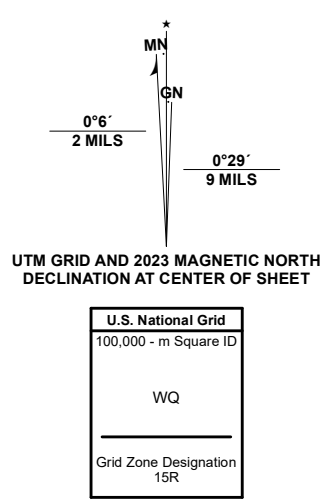 ★
MN
GN
0°6´
2 MILS
0°29´
9 MILS
UTM GRID AND 2023 MAGNETIC NORTH
DECLINATION AT CENTER OF SHEET
U.S. National Grid
100,000 - m Square ID
WQ
Grid Zone Designation
15R